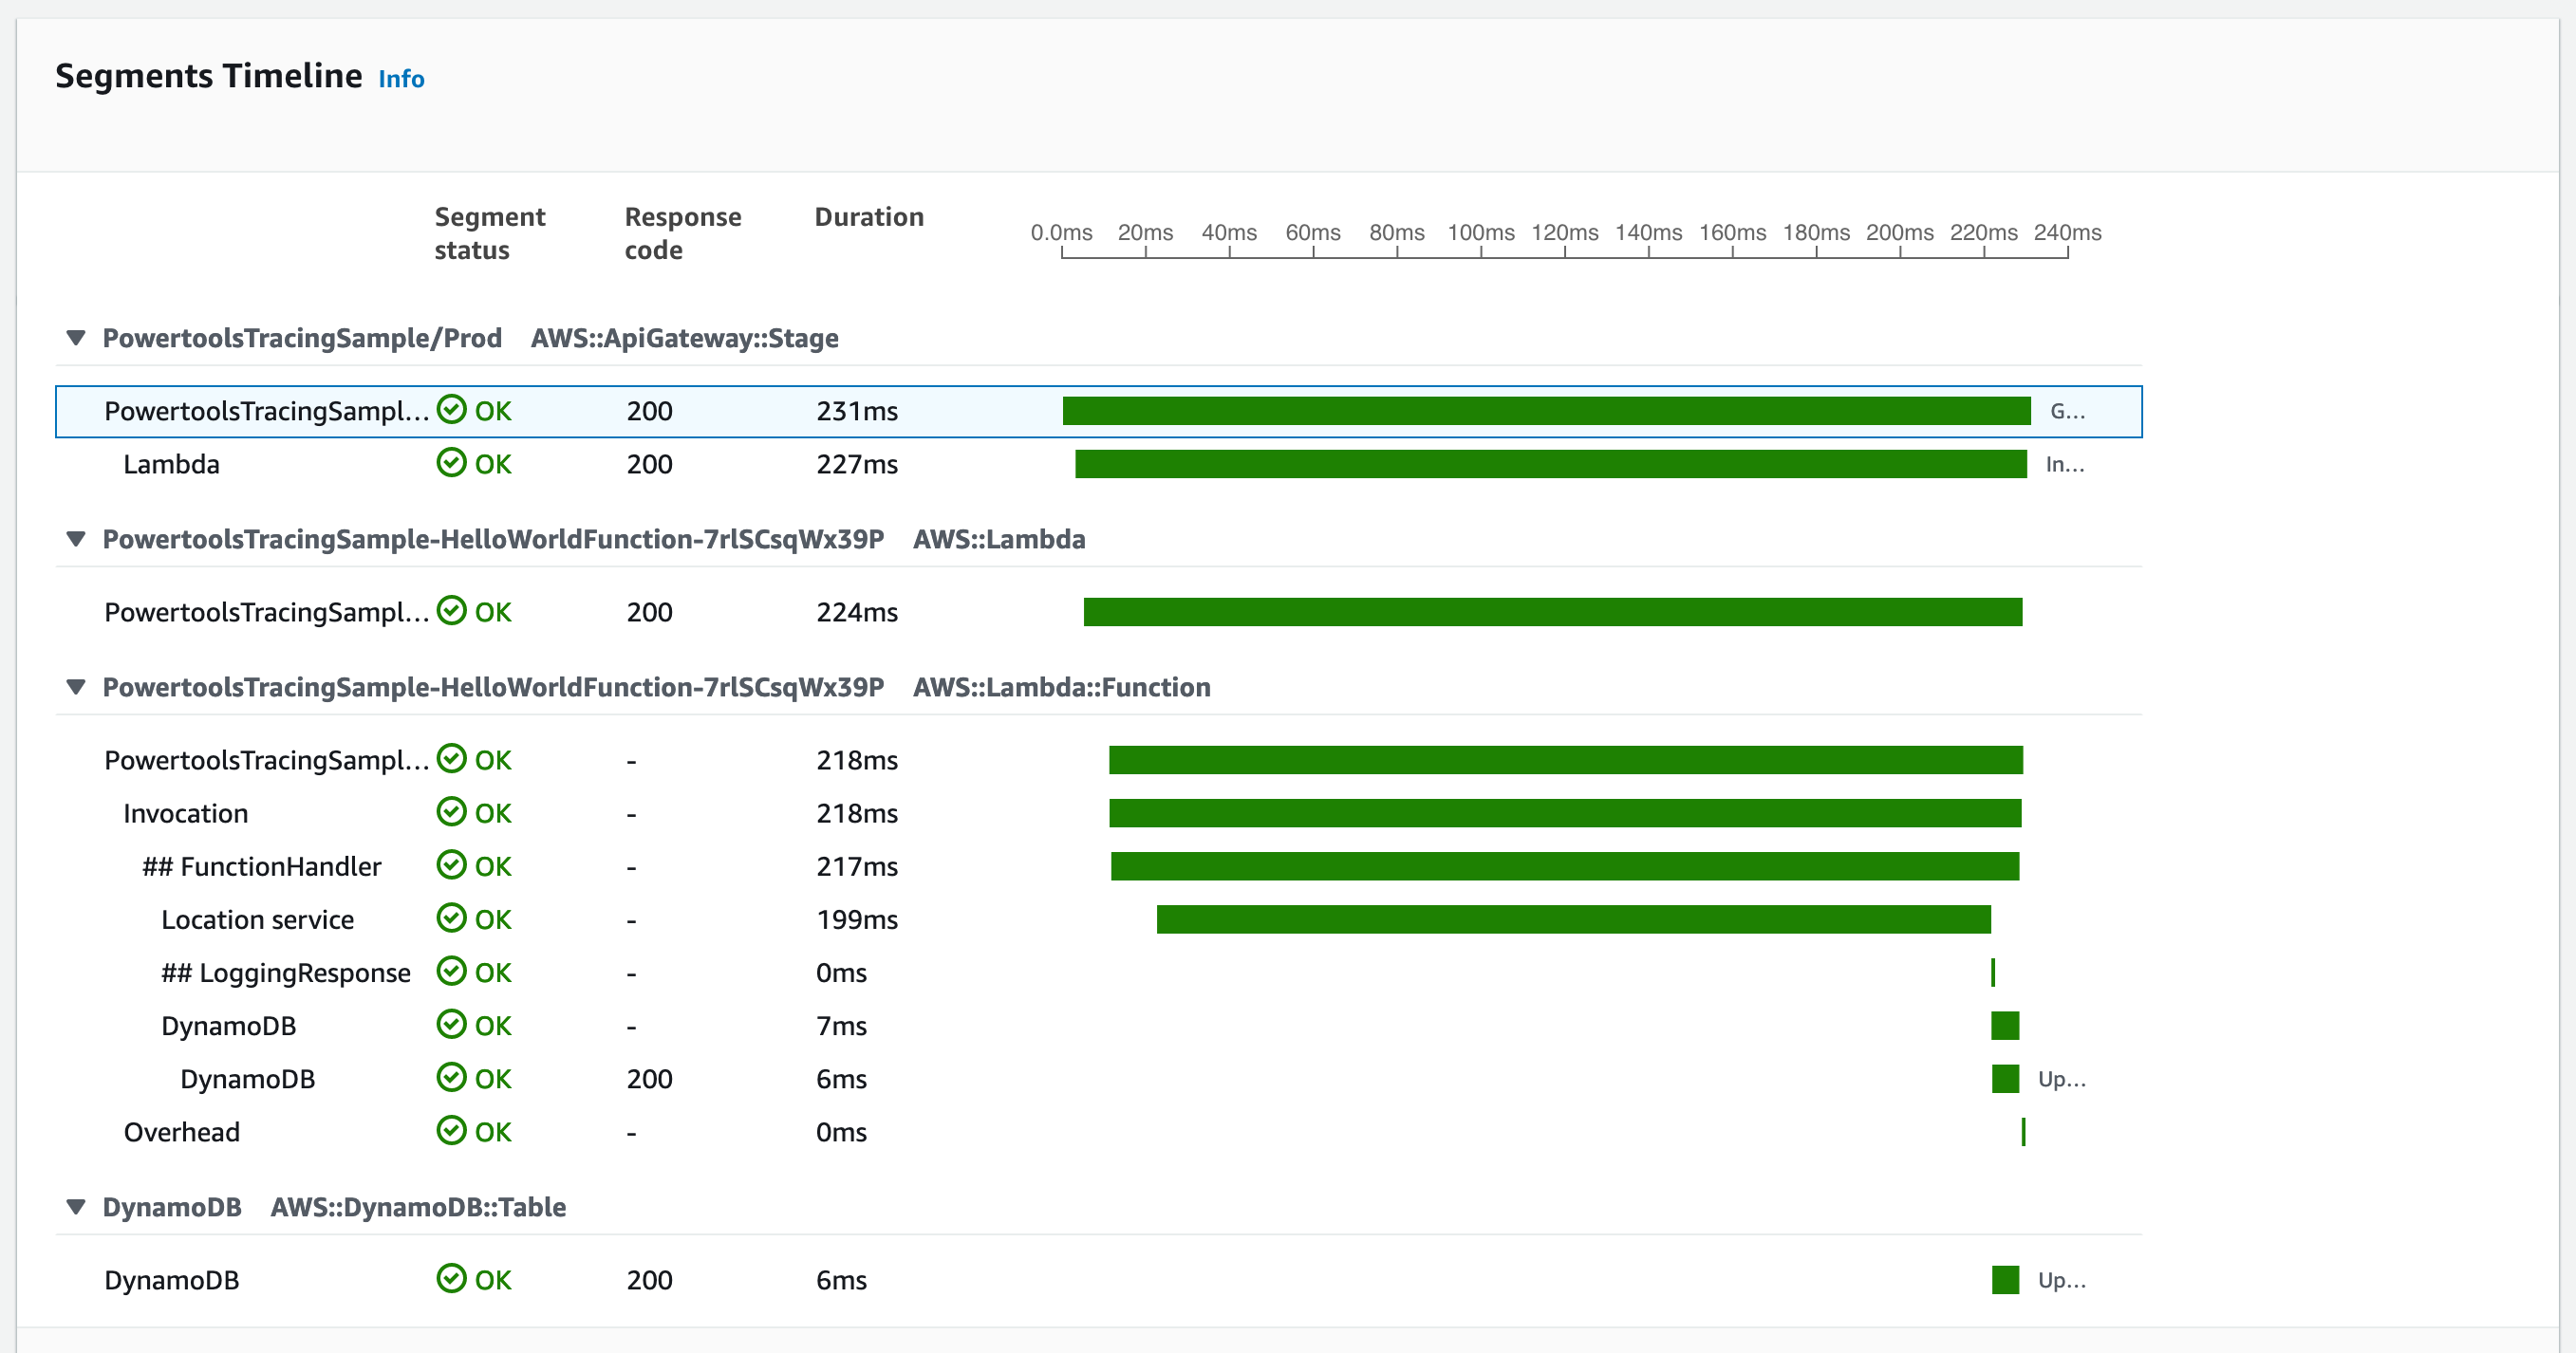 Segments Timeline Info
Segment status Response code Duration
0.0ms 20ms 40ms 60ms 80ms 100ms 120ms 140ms 160ms 180ms 200ms 220ms 240ms
PowertoolsTracingSample/Prod AWS::ApiGateway::Stage
PowertoolsTracingSampl... OK 200 231ms G...
Lambda OK 200 227ms In...
PowertoolsTracingSample-HelloWorldFunction-7rlSCsqWx39P AWS::Lambda
PowertoolsTracingSampl... OK 200 224ms
PowertoolsTracingSample-HelloWorldFunction-7rlSCsqWx39P AWS::Lambda::Function
PowertoolsTracingSampl... OK - 218ms
Invocation OK - 218ms
## FunctionHandler OK - 217ms
Location service OK - 199ms
## LoggingResponse OK - 0ms
DynamoDB OK - 7ms
DynamoDB OK 200 6ms Up...
Overhead OK - 0ms
DynamoDB AWS::DynamoDB::Table
DynamoDB OK 200 6ms Up...